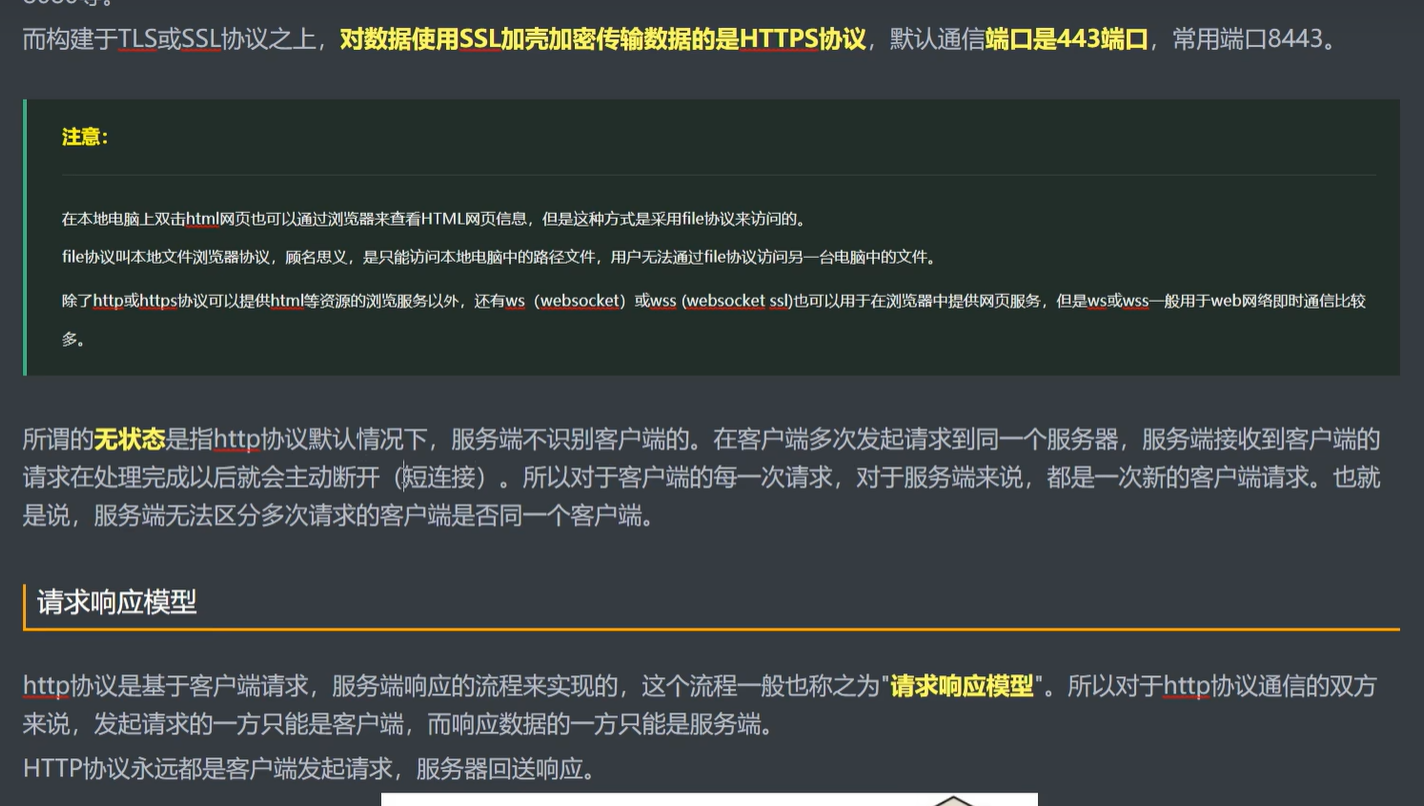 而构建于TLS或SSL协议之上，对数据使用SSL加壳加密传输数据的是HTTPS协议，默认通信端口是443端口，常用端口8443。
注意：
在本地电脑上双击html网页也可以通过浏览器来查看HTML网页信息，但是这种方式是采用file协议来访问的。
file协议叫本地文件浏览器协议，顾名思义，是只能访问本地电脑中的路径文件，用户无法通过file协议访问另一台电脑中的文件。
除了http或https协议可以提供html等资源的浏览服务以外，还有ws（websocket）或wss (websocket ssl)也可以用于在浏览器中提供网页服务，但是ws或wss一般用于web网络即时通信比较
多。
所谓的无状态是指http协议默认情况下，服务端不识别客户端的。在客户端多次发起请求到同一个服务器，服务端接收到客户端的
请求在处理完成以后就会主动断开（短连接）。所以对于客户端的每一次请求，对于服务端来说，都是一次新的客户端请求。也就
是说，服务端无法区分多次请求的客户端是否同一个客户端。
请求响应模型
http协议是基于客户端请求，服务端响应的流程来实现的，这个流程一般也称之为"请求响应模型"。所以对于http协议通信的双方
来说，发起请求的一方只能是客户端，而响应数据的一方只能是服务端。
HTTP协议永远都是客户端发起请求，服务器回送响应。